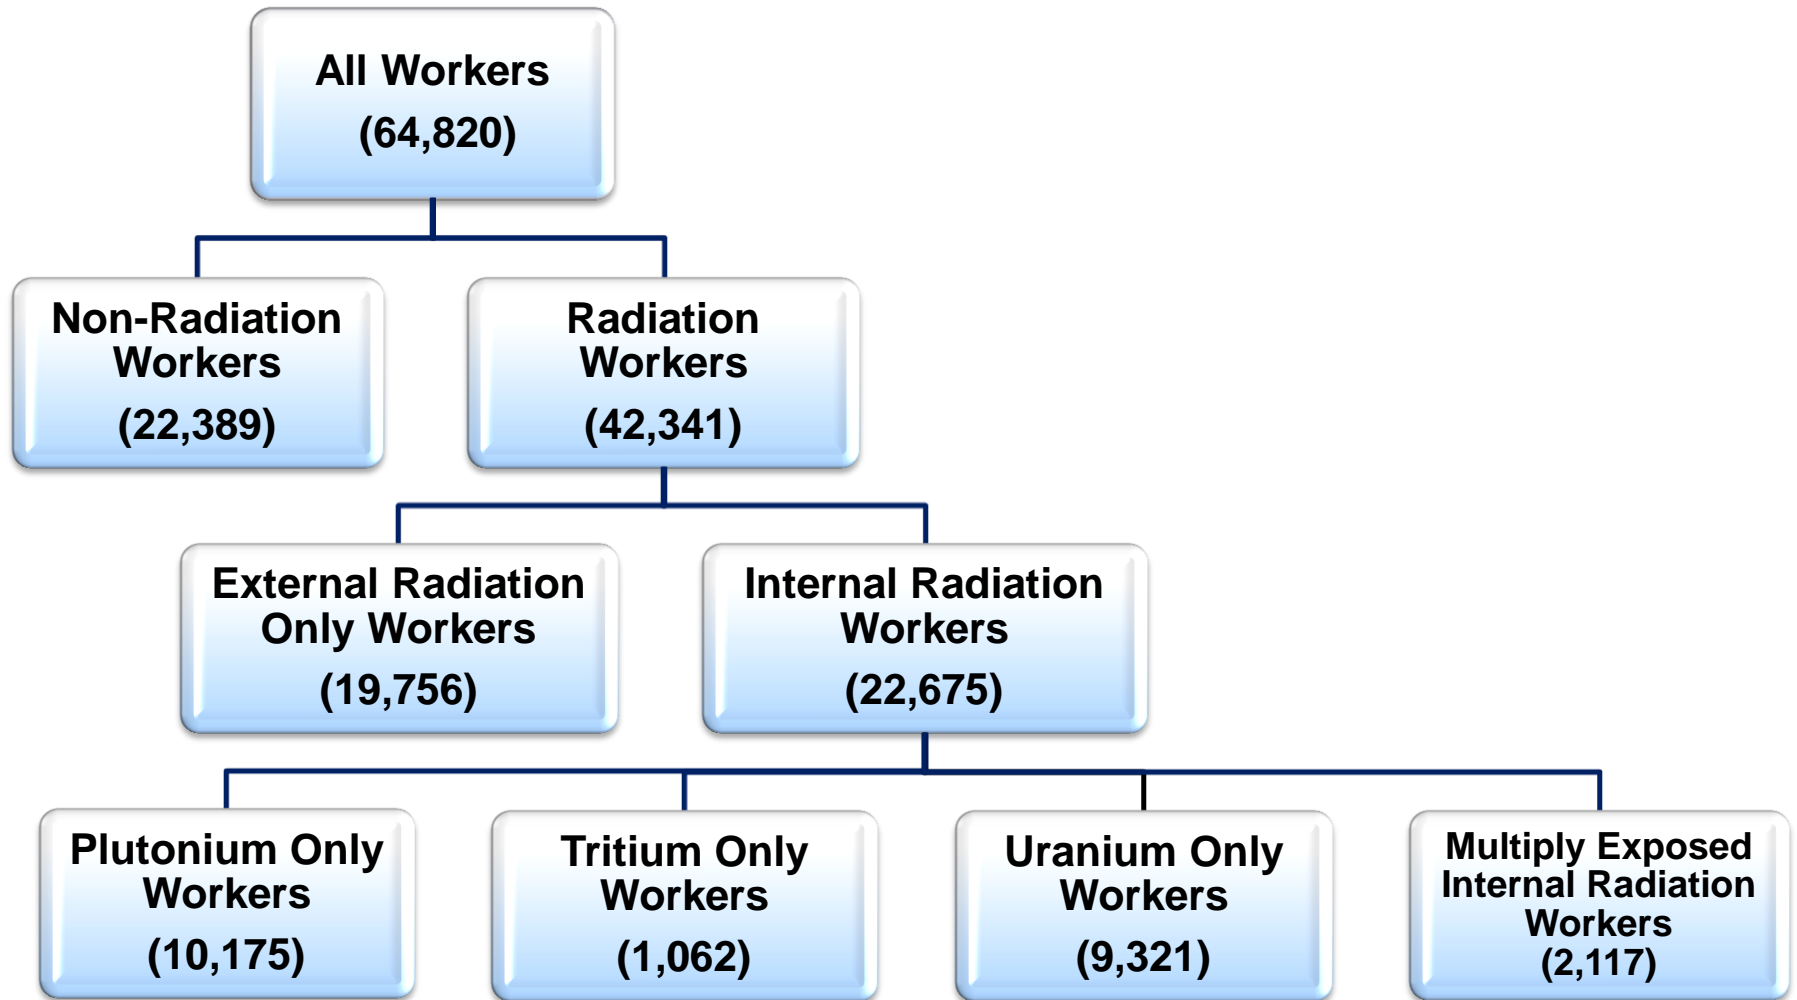 All Workers
(64,820)
Non-Radiation
Workers
(22,389)
Radiation
Workers
(42,341)
External Radiation
Only Workers
(19,756)
Internal Radiation
Workers
(22,675)
Plutonium Only
Workers
(10,175)
Tritium Only
Workers
(1,062)
Uranium Only
Workers
(9,321)
Multiply Exposed
Internal Radiation
Workers
(2,117)